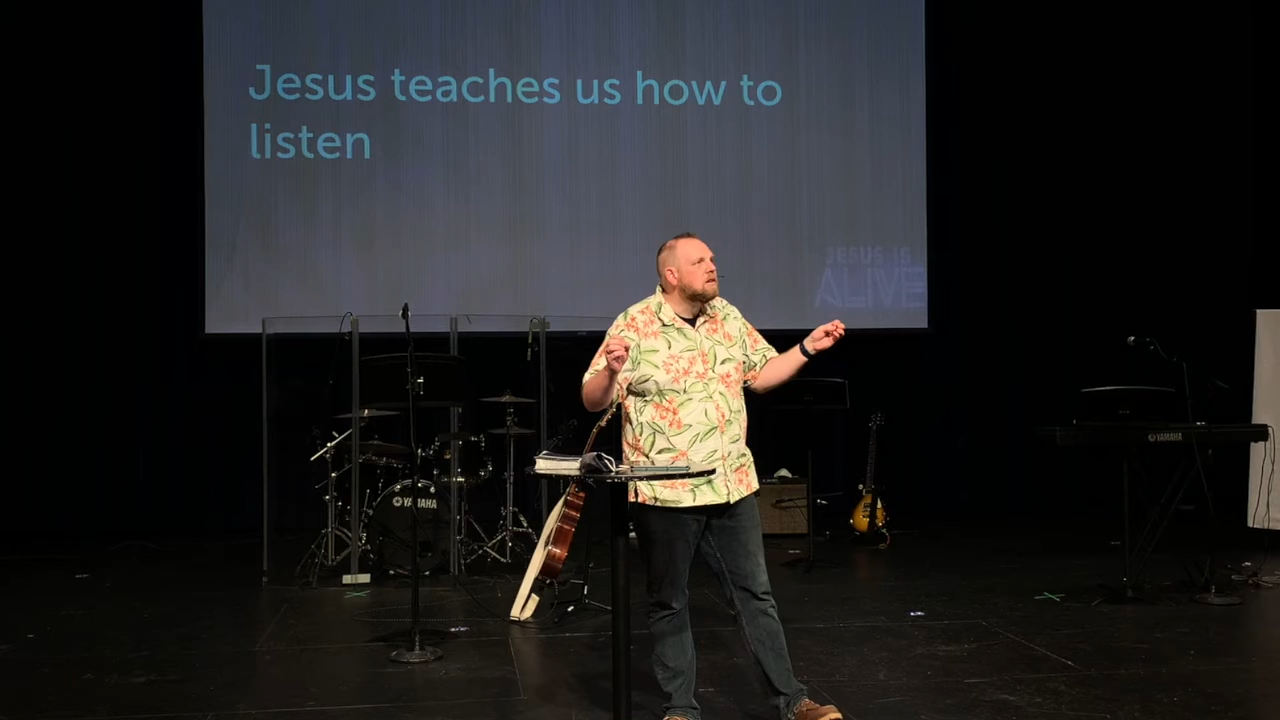 Jesus teaches us how to
listen
JESUS IS
ALIVE
YAMAHA
YAMAHA